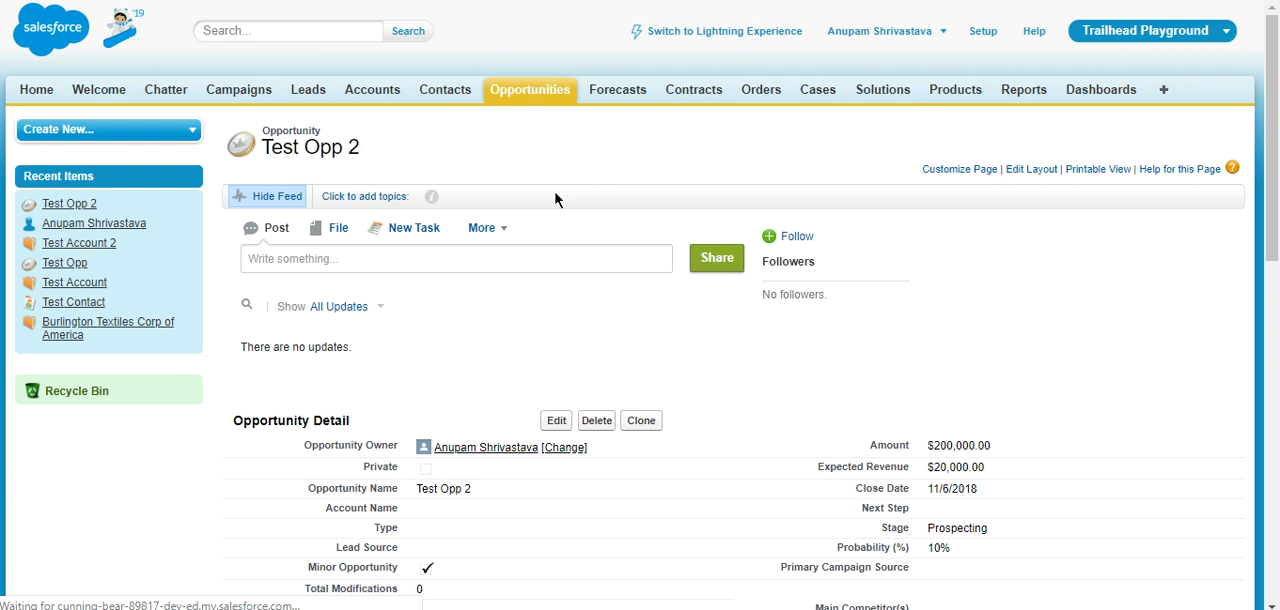 salesforce
'19
Search...
Search
Switch to Lightning Experience
Anupam Shrivastava
Setup
Help
Trailhead Playground
Home Welcome Chatter Campaigns Leads Accounts Contacts Opportunities Forecasts Contracts Orders Cases Solutions Products Reports Dashboards +
Create New...
Recent Items
Test Opp 2
Anupam Shrivastava
Test Account 2
Test Opp
Test Account
Test Contact
Burlington Textiles Corp of
America
Recycle Bin
Opportunity
Test Opp 2
Customize Page | Edit Layout | Printable View | Help for this Page ?
Hide Feed
Click to add topics:
Post File New Task More
Write something...
Share
Follow
Followers
No followers.
Show All Updates
There are no updates.
Opportunity Detail
Edit Delete Clone
Opportunity Owner Anupam Shrivastava [Change] Amount $200,000.00
Private Expected Revenue $20,000.00
Opportunity Name Test Opp 2 Close Date 11/6/2018
Account Name Next Step
Type Stage Prospecting
Lead Source Probability (%) 10%
Minor Opportunity ✓ Primary Campaign Source
Total Modifications 0
Main Competitor(s)
Waiting for cunning-bear-89817-dev-ed.my.salesforce.com...